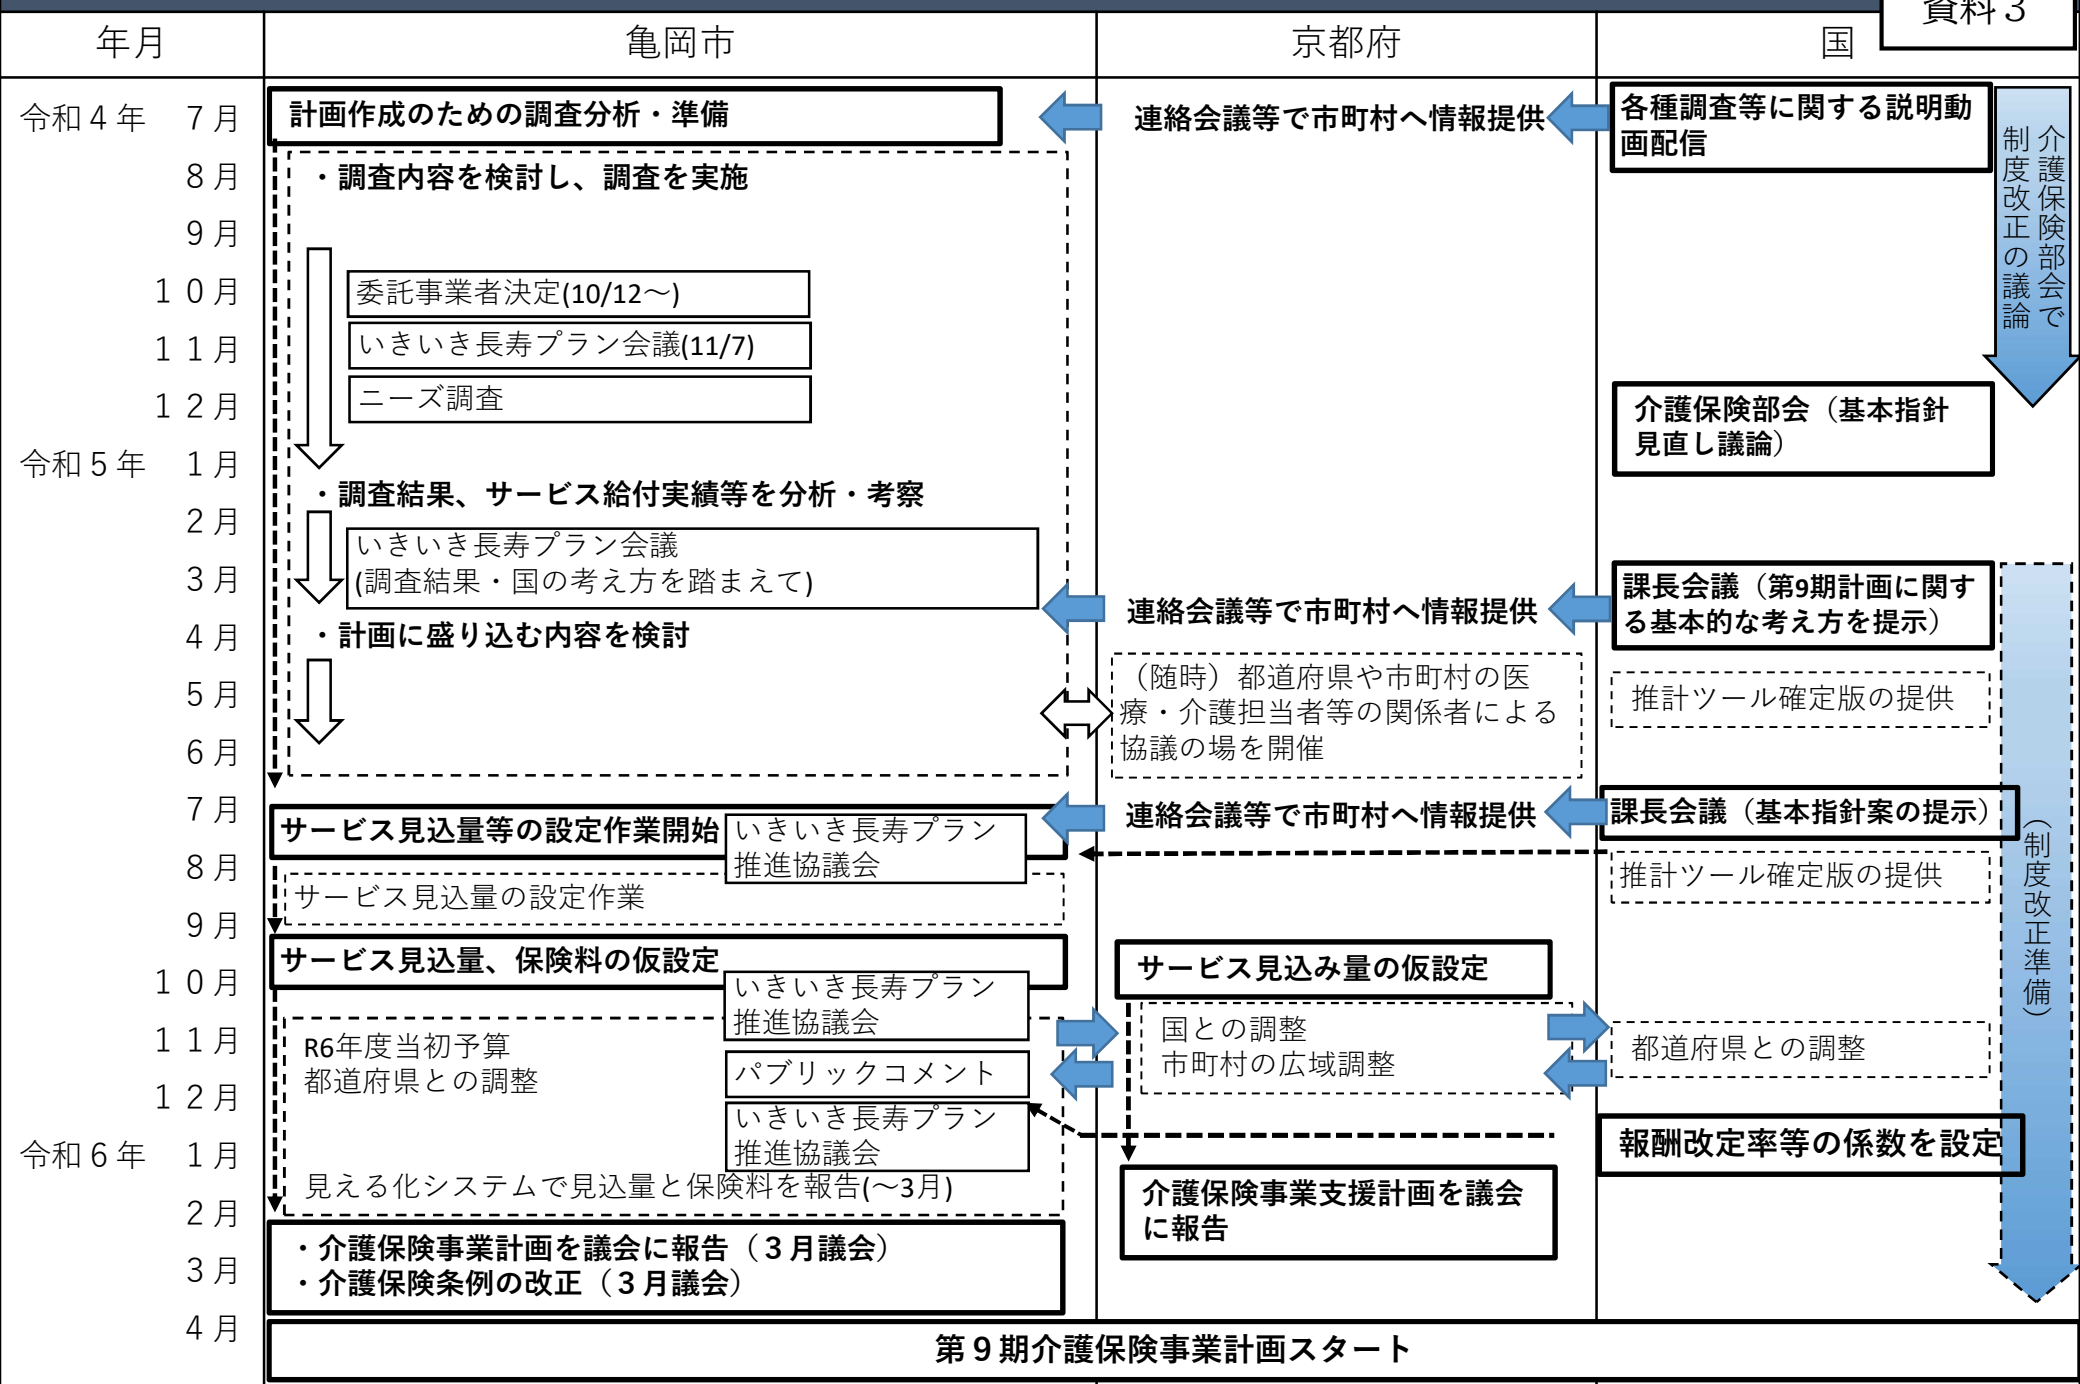 資料３
年月
亀岡市
京都府
国
令和４年　７月
８月
９月
１０月
１１月
１２月
令和５年　１月
２月
３月
４月
５月
６月
７月
８月
９月
１０月
１１月
１２月
令和６年　１月
２月
３月
４月
計画作成のための調査分析・準備
・調査内容を検討し、調査を実施
委託事業者決定(10/12～)
いきいき長寿プラン会議(11/7)
ニーズ調査
・調査結果、サービス給付実績等を分析・考察
いきいき長寿プラン会議
(調査結果・国の考え方を踏まえて)
・計画に盛り込む内容を検討
サービス見込量等の設定作業開始
いきいき長寿プラン
推進協議会
サービス見込量の設定作業
サービス見込量、保険料の仮設定
いきいき長寿プラン
推進協議会
R6年度当初予算
都道府県との調整
パブリックコメント
いきいき長寿プラン
推進協議会
見える化システムで見込量と保険料を報告(～3月)
・介護保険事業計画を議会に報告（３月議会）
・介護保険条例の改正（３月議会）
連絡会議等で市町村へ情報提供
連絡会議等で市町村へ情報提供
（随時）都道府県や市町村の医
療・介護担当者等の関係者による
協議の場を開催
連絡会議等で市町村へ情報提供
サービス見込み量の仮設定
国との調整
市町村の広域調整
介護保険事業支援計画を議会
に報告
各種調査等に関する説明動
画配信
介護保険部会で
制度改正の議論
介護保険部会（基本指針
見直し議論）
課長会議（第9期計画に関す
る基本的な考え方を提示）
推計ツール確定版の提供
課長会議（基本指針案の提示）
推計ツール確定版の提供
（制度改正準備）
都道府県との調整
報酬改定率等の係数を設定
第９期介護保険事業計画スタート